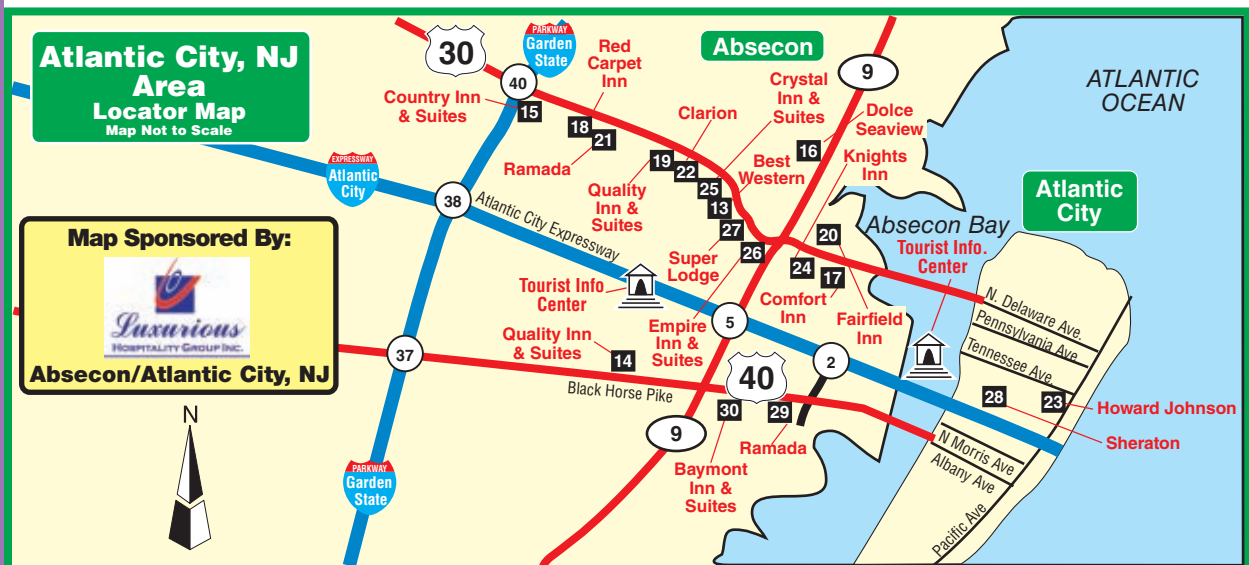 Atlantic City, NJ
Area
Locator Map
Map Not to Scale
30
PARKWAY
Garden
State
40
Country Inn
& Suites
15
Red
Carpet
Inn
18
21
Ramada
Absecon
9
Clarion
Crystal
Inn &
Suites
Dolce
Seaview
16
Best
Western
Knights
Inn
19
22
25
13
27
26
Quality
Inn &
Suites
Super
Lodge
Empire
Inn &
Suites
20
24
17
Comfort
Inn
Fairfield
Inn
ATLANTIC
OCEAN
Atlantic
City
Absecon Bay
Tourist Info.
Center
EXPRESSWAY
Atlantic
City
38
Atlantic City Expressway
Tourist Info
Center
5
2
Map Sponsored By:
Luxurious
HOSPITALITY GROUP INC.
Absecon/Atlantic City, NJ
37
Quality Inn
& Suites
14
Black Horse Pike
40
9
30
29
Baymont
Inn &
Suites
Ramada
N. Delaware Ave.
Pennsylvania Ave.
Tennessee Ave.
28
23
Howard Johnson
Sheraton
N Morris Ave
Albany Ave
Pacific Ave
N
PARKWAY
Garden
State